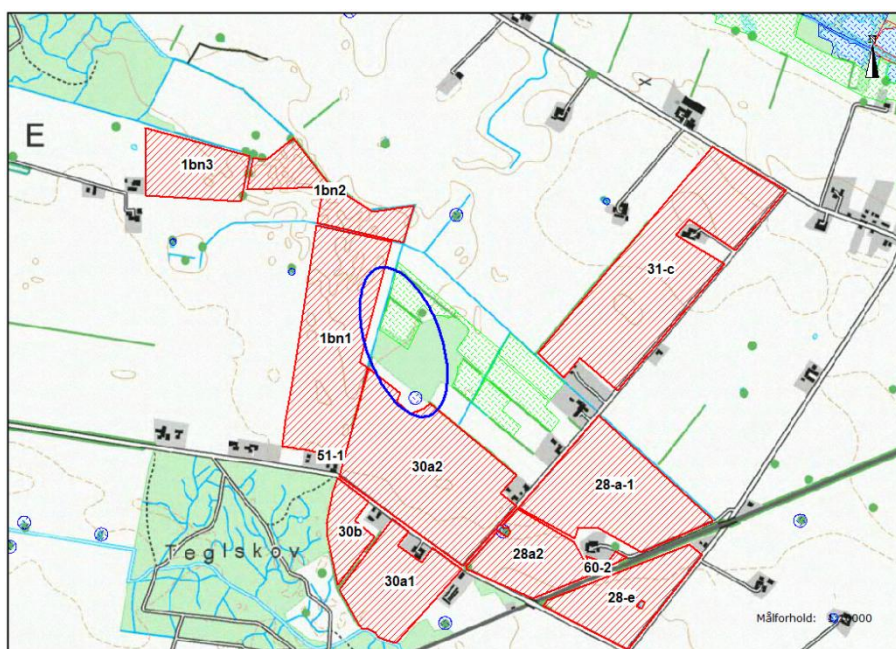 E
1bn3
1bn2
31-c
1bn1
51-1
30a2
28-a-1
30b
28a2
60-2
30a1
28-e
Teglskov
Målforhold: